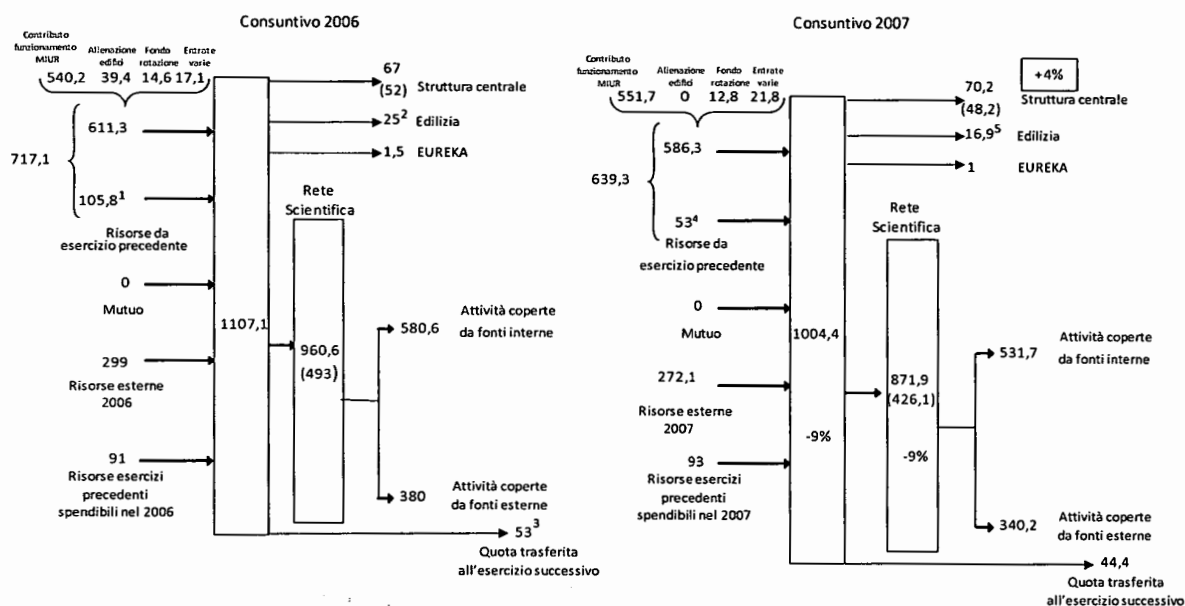 Consuntivo 2006
Contributo
funzionamento
MIUR
Alienazione
edifici
Fondo
rotazione
Entrate
varie
540,2 39,4 14,6 17,1
611,3
717,1
105,8¹
Risorse da
esercizio precedente
0
Mutuo
299
Risorse esterne
2006
91
Risorse esercizi
precedenti
spendibili nel 2006
1107,1
67
(52)
Struttura centrale
25² Edilizia
1,5 EUREKA
Rete
Scientifica
960,6
(493)
580,6
Attività coperte
da fonti interne
380
Attività coperte
da fonti esterne
53³
Quota trasferita
all'esercizio successivo
Consuntivo 2007
Contributo
funzionamento
MIUR
Alienazione
edifici
Fondo
rotazione
Entrate
varie
551,7 0 12,8 21,8
586,3
639,3
53⁴
Risorse da
esercizio precedente
0
Mutuo
272,1
Risorse esterne
2007
93
Risorse esercizi
precedenti
spendibili nel 2007
1004,4
-9%
70,2
(48,2)
+4%
Struttura centrale
16,9⁵ Edilizia
1 EUREKA
Rete
Scientifica
871,9
(426,1)
-9%
531,7
Attività coperte
da fonti interne
340,2
Attività coperte
da fonti esterne
44,4
Quota trasferita
all'esercizio successivo